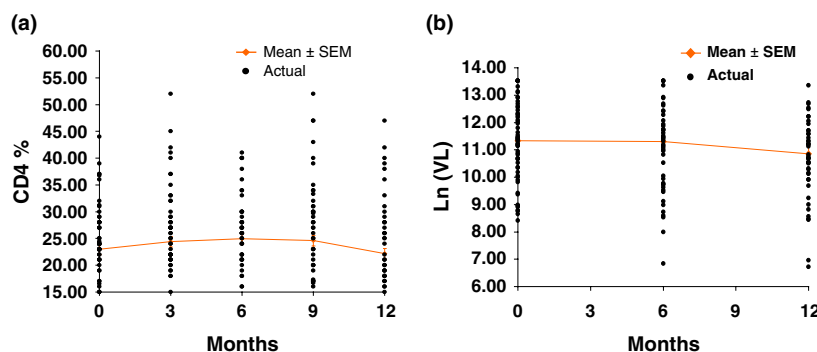 (a)
60.00
55.00
50.00
45.00
40.00
35.00
30.00
25.00
20.00
15.00
CD4 %
Mean ± SEM
Actual
0 3 6 9 12
Months
(b)
14.00
13.00
12.00
11.00
10.00
9.00
8.00
7.00
6.00
Ln (VL)
Mean ± SEM
Actual
0 3 6 9 12
Months